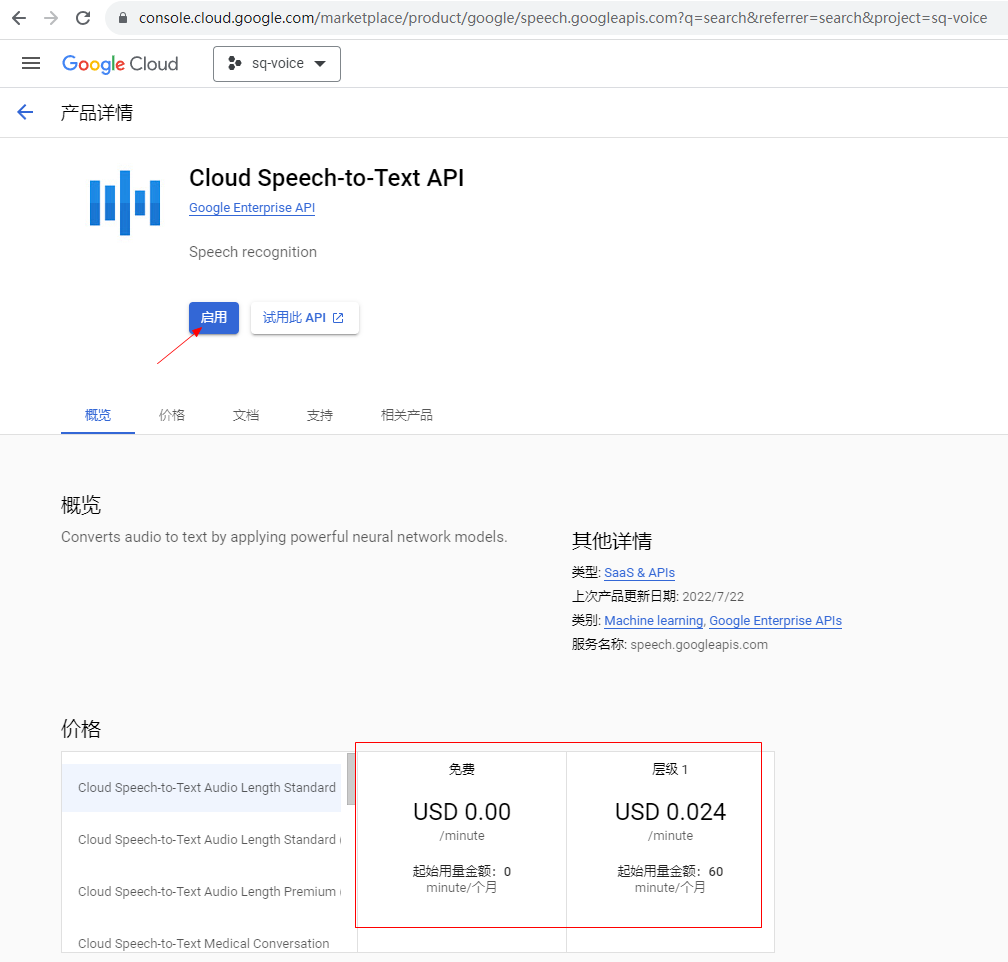 console.cloud.google.com/marketplace/product/google/speech.googleapis.com?q=search&referrer=search&project=sq-voice
Google Cloud
sq-voice
产品详情
Cloud Speech-to-Text API
Google Enterprise API
Speech recognition
启用
试用此 API
概览
价格
文档
支持
相关产品
概览
Converts audio to text by applying powerful neural network models.
其他详情
类型: SaaS & APIs
上次产品更新日期: 2022/7/22
类别: Machine learning, Google Enterprise APIs
服务名称: speech.googleapis.com
价格
Cloud Speech-to-Text Audio Length Standard
Cloud Speech-to-Text Audio Length Standard (
Cloud Speech-to-Text Audio Length Premium (
Cloud Speech-to-Text Medical Conversation
免费
USD 0.00
/minute
起始用量金额：0
minute/个月
层级 1
USD 0.024
/minute
起始用量金额：60
minute/个月